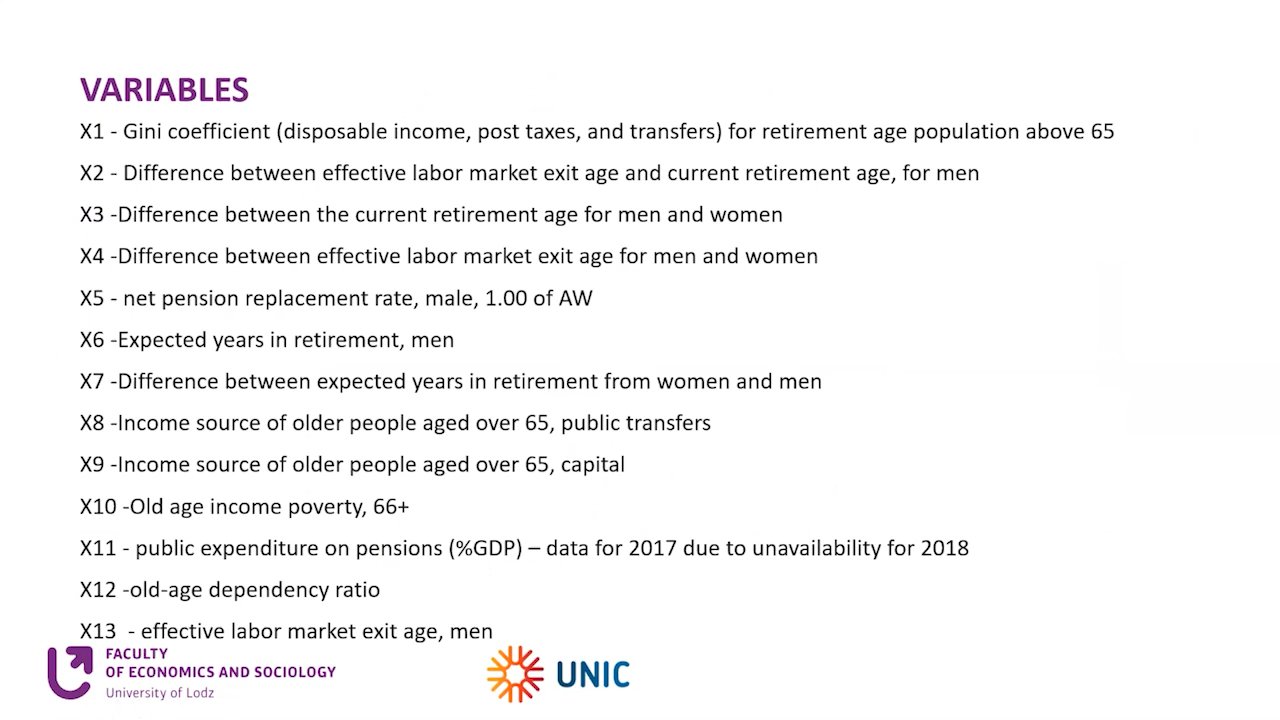 VARIABLES
X1 - Gini coefficient (disposable income, post taxes, and transfers) for retirement age population above 65
X2 - Difference between effective labor market exit age and current retirement age, for men
X3 -Difference between the current retirement age for men and women
X4 -Difference between effective labor market exit age for men and women
X5 - net pension replacement rate, male, 1.00 of AW
X6 -Expected years in retirement, men
X7 -Difference between expected years in retirement from women and men
X8 -Income source of older people aged over 65, public transfers
X9 -Income source of older people aged over 65, capital
X10 -Old age income poverty, 66+
X11 - public expenditure on pensions (%GDP) – data for 2017 due to unavailability for 2018
X12 -old-age dependency ratio
X13  - effective labor market exit age, men
FACULTY
OF ECONOMICS AND SOCIOLOGY
University of Lodz
UNIC